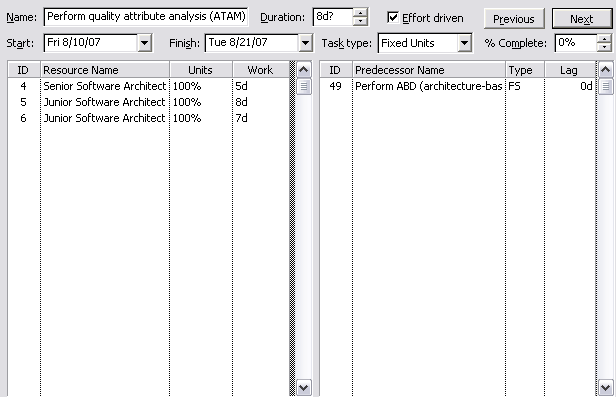 Name: Perform quality attribute analysis (ATAM) Duration: 8d? Effort driven Previous Next
Start: Fri 8/10/07 Finish: Tue 8/21/07 Task type: Fixed Units % Complete: 0%
ID Resource Name Units Work ID Predecessor Name Type Lag
4 Senior Software Architect 100% 5d 49 Perform ABD (architecture-bas FS 0d
5 Junior Software Architect 100% 8d
6 Junior Software Architect 100% 7d